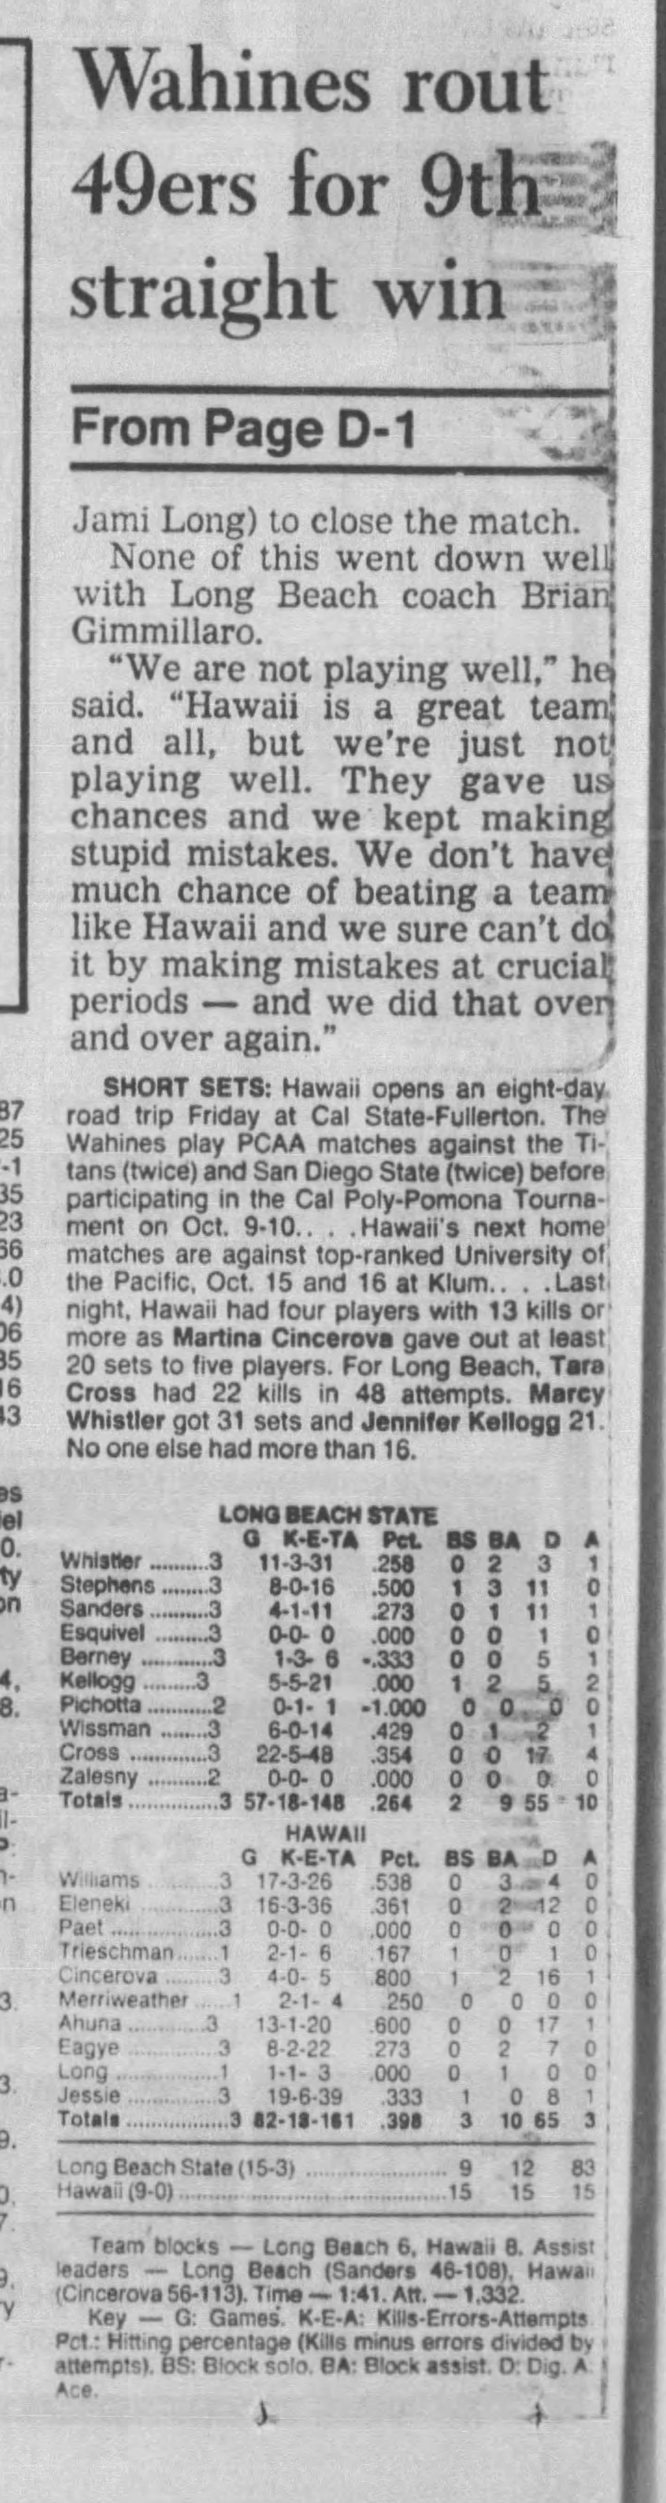 Wahines rout
49ers for 9th
straight win
From Page D-1
Jami Long) to close the match.
None of this went down well
with Long Beach coach Brian
Gimmillaro.
"We are not playing well," he
said. "Hawaii is a great team
and all, but we're just not
playing well. They gave us
chances and we kept making
stupid mistakes. We don't have
much chance of beating a team
like Hawaii and we sure can't do
it by making mistakes at crucial
periods — and we did that over
and over again."
SHORT SETS: Hawaii opens an eight-day
road trip Friday at Cal State-Fullerton. The
Wahines play PCAA matches against the Ti-
tans (twice) and San Diego State (twice) before
participating in the Cal Poly-Pomona Tourna-
ment on Oct. 9-10.. . .Hawaii's next home
matches are against top-ranked University of
the Pacific, Oct. 15 and 16 at Klum.. . .Last
night, Hawaii had four players with 13 kills or
more as Martina Cincerova gave out at least
20 sets to five players. For Long Beach, Tara
Cross had 22 kills in 48 attempts. Marcy
Whistler got 31 sets and Jennifer Kellogg 21.
No one else had more than 16.
LONG BEACH STATE
G K-E-TA Pct. BS BA D A
Whistler ..........3 11-3-31 .258 0 2 3 1
Stephens ........3 8-0-16 .500 1 3 11 0
Sanders ..........3 4-1-11 .273 0 1 11 1
Esquivel .........3 0-0- 0 .000 0 0 1 0
Berney ............3 1-3- 6 -.333 0 0 5 1
Kellogg .........3 5-5-21 .000 1 2 5 2
Pichotta ...........2 0-1- 1 -1.000 0 0 0 0
Wissman ........3 6-0-14 .429 0 1 2 1
Cross .............3 22-5-48 .354 0 0 17 4
Zalesny ..........2 0-0- 0 .000 0 0 0 0
Totals ...............3 57-18-148 .264 2 9 55 10
HAWAII
G K-E-TA Pct. BS BA D A
Williams 3 17-3-26 .538 0 3 4 0
Eleneki ............3 16-3-36 .361 0 2 12 0
Paet ..................3 0-0- 0 .000 0 0 0 0
Trieschman.......1 2-1- 6 .167 1 0 1 0
Cincerova ........3 4-0- 5 .800 1 2 16 1
Merriweather .....1 2-1- 4 .250 0 0 0 0
Ahuna .............3 13-1-20 .600 0 0 17 1
Eagye ................3 8-2-22 .273 0 2 7 0
Long ..................1 1-1- 3 .000 0 1 0 0
Jessie ...............3 19-6-39 .333 1 0 8 1
Totals .................3 82-18-161 .398 3 10 65 3
Long Beach State (15-3) ........................ 9 12 83
Hawaii (9-0) ..............................................15 15 15
Team blocks — Long Beach 6, Hawaii 8. Assist
leaders — Long Beach (Sanders 46-108), Hawaii
(Cincerova 56-113). Time — 1:41. Att. — 1,332.
Key — G: Games. K-E-A: Kills-Errors-Attempts
Pct.: Hitting percentage (Kills minus errors divided by
attempts). BS: Block solo. BA: Block assist. D: Dig. A
Ace.